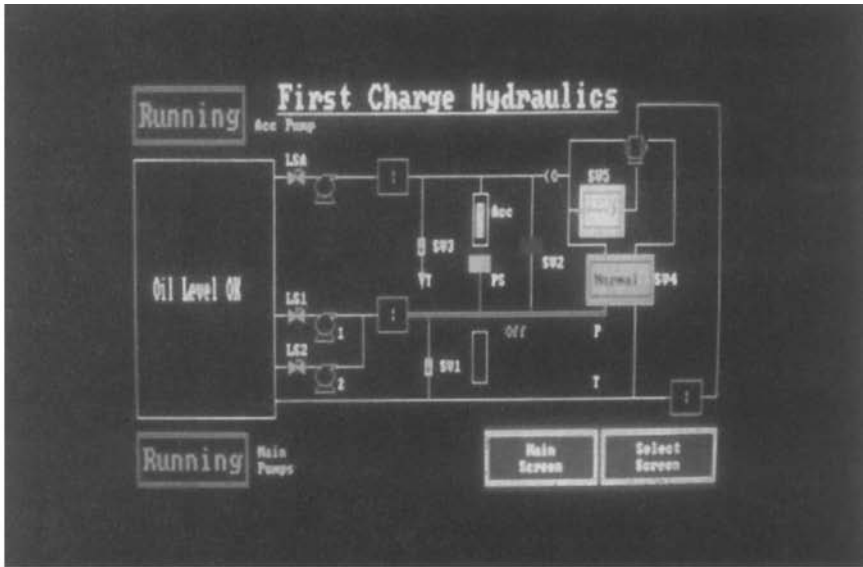 First Charge Hydraulics
Running
Acc Pump
LSA
SV5
Acc
SV3
SV2
VT
PS
Normal
SV4
Oil Level OK
LS1
1
Off
P
LS2
SV1
2
T
Running
Main
Pumps
Main
Screen
Select
Screen